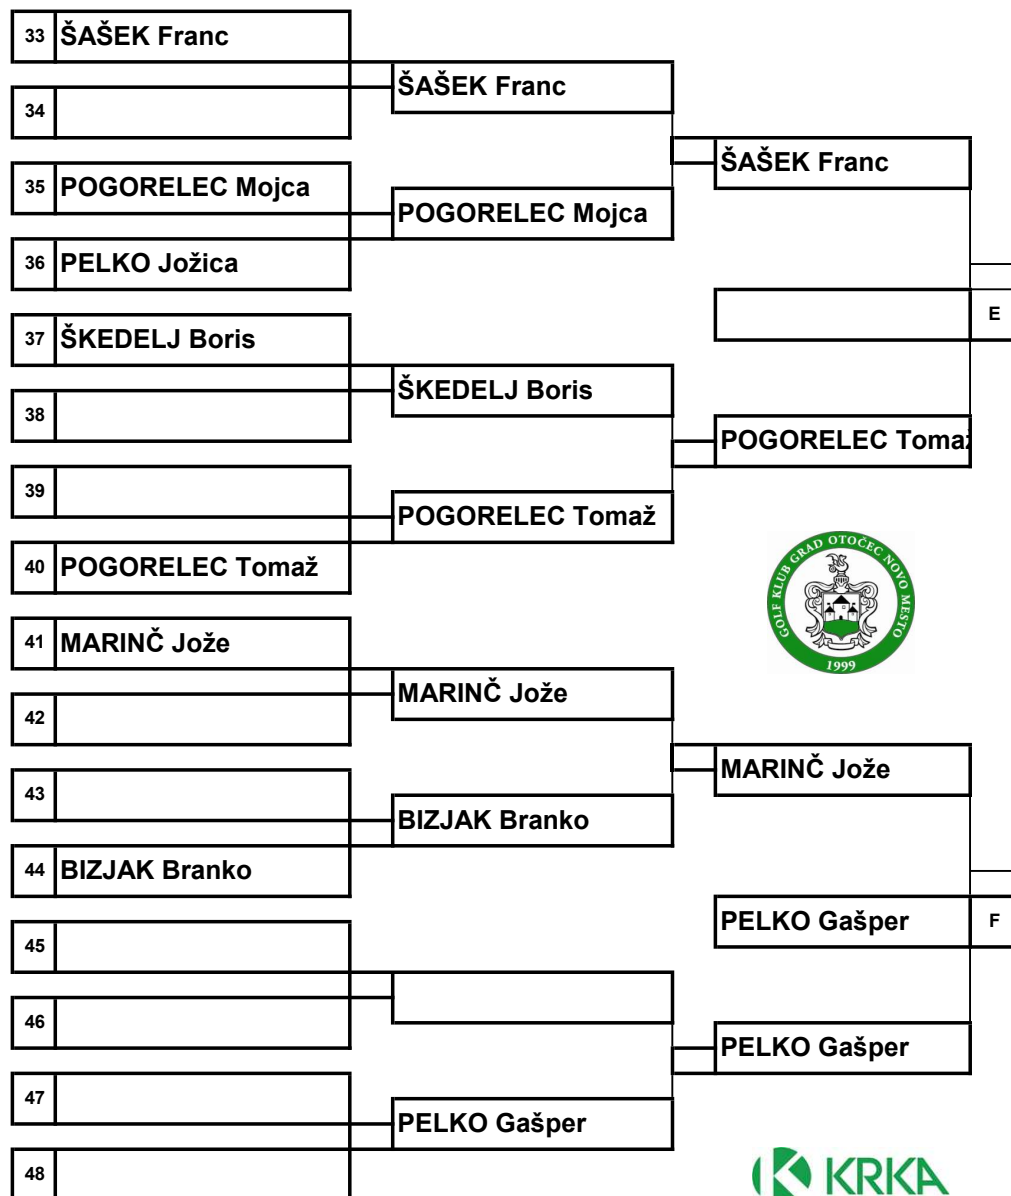 33 ŠAŠEK Franc
ŠAŠEK Franc
34
ŠAŠEK Franc
35 POGORELEC Mojca
POGORELEC Mojca
36 PELKO Jožica
E
37 ŠKEDELJ Boris
ŠKEDELJ Boris
38
POGORELEC Tomaž
39
POGORELEC Tomaž
40 POGORELEC Tomaž
GOLF KLUB GRAD OTOČEC NOVO MESTO
1999
41 MARINČ Jože
MARINČ Jože
42
MARINČ Jože
43
BIZJAK Branko
44 BIZJAK Branko
PELKO Gašper F
45
46
PELKO Gašper
47
PELKO Gašper
48
KRKA